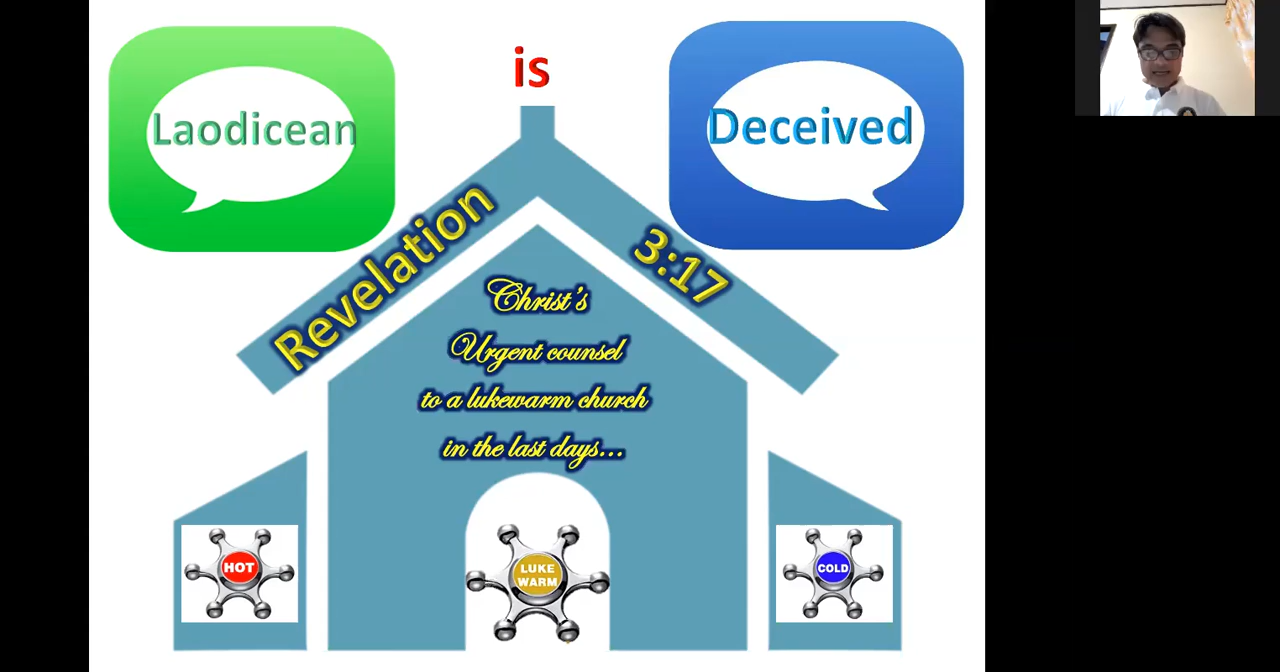 Laodicean
is
Deceived
Revelation
3:17
Christ's
Urgent counsel
to a lukewarm church
in the last days...
HOT
LUKE
WARM
COLD